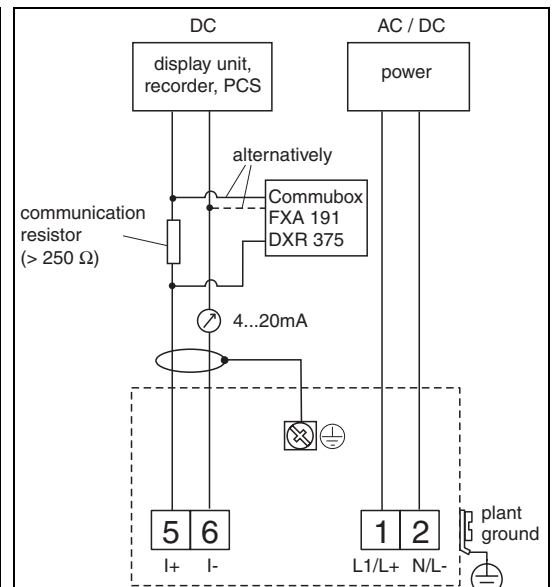 DC
AC / DC
display unit,
recorder, PCS
power
alternatively
Commubox
FXA 191
DXR 375
communication
resistor
(> 250 Ω)
4...20mA
5
6
1
2
plant
ground
I+
I-
L1/L+
N/L-